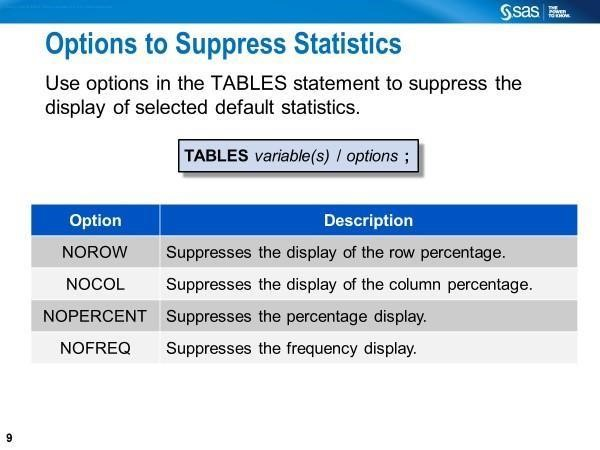 sas THE POWER TO KNOW.
Options to Suppress Statistics
Use options in the TABLES statement to suppress the
display of selected default statistics.
TABLES variable(s) / options ;
Option Description
NOROW Suppresses the display of the row percentage.
NOCOL Suppresses the display of the column percentage.
NOPERCENT Suppresses the percentage display.
NOFREQ Suppresses the frequency display.
9